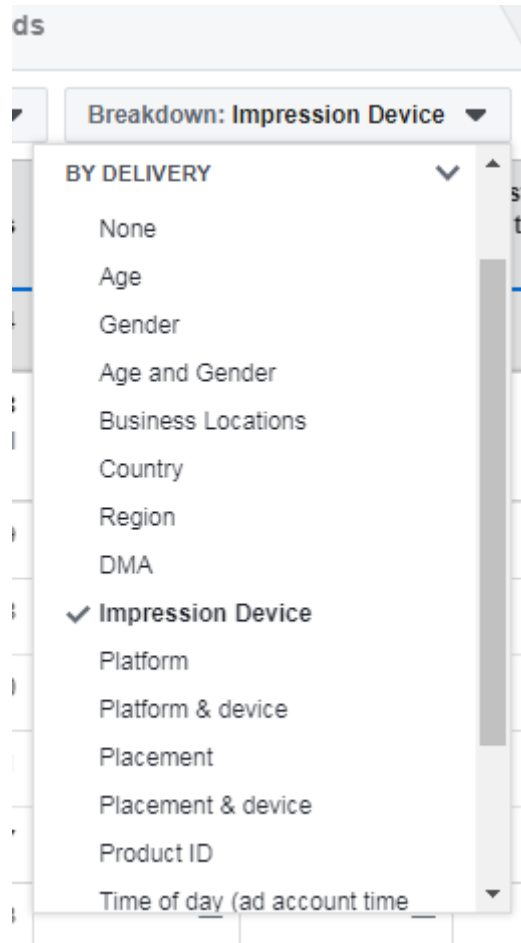 ds
Breakdown: Impression Device
BY DELIVERY
None
Age
Gender
Age and Gender
Business Locations
Country
Region
DMA
Impression Device
Platform
Platform & device
Placement
Placement & device
Product ID
Time of day (ad account time